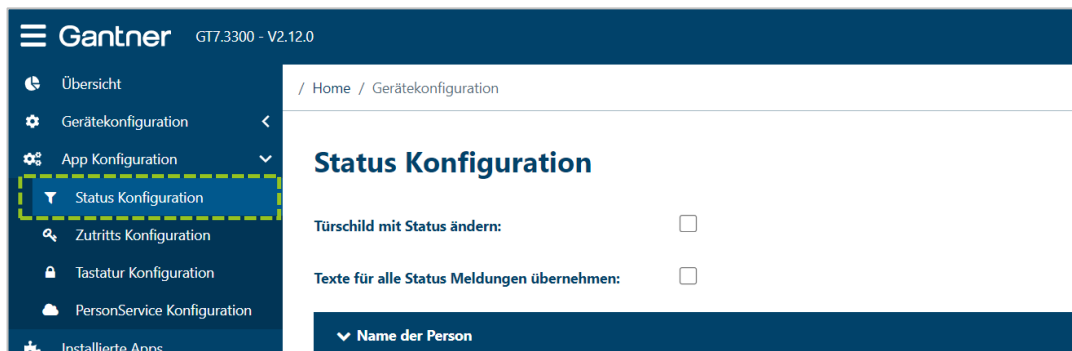 Gantner GT7.3300 - V2.12.0
Übersicht
/ Home / Gerätekonfiguration
Gerätekonfiguration
App Konfiguration
Status Konfiguration
Zutritts Konfiguration
Tastatur Konfiguration
PersonService Konfiguration
Installierte Apps
Status Konfiguration
Türschild mit Status ändern:
Texte für alle Status Meldungen übernehmen:
Name der Person